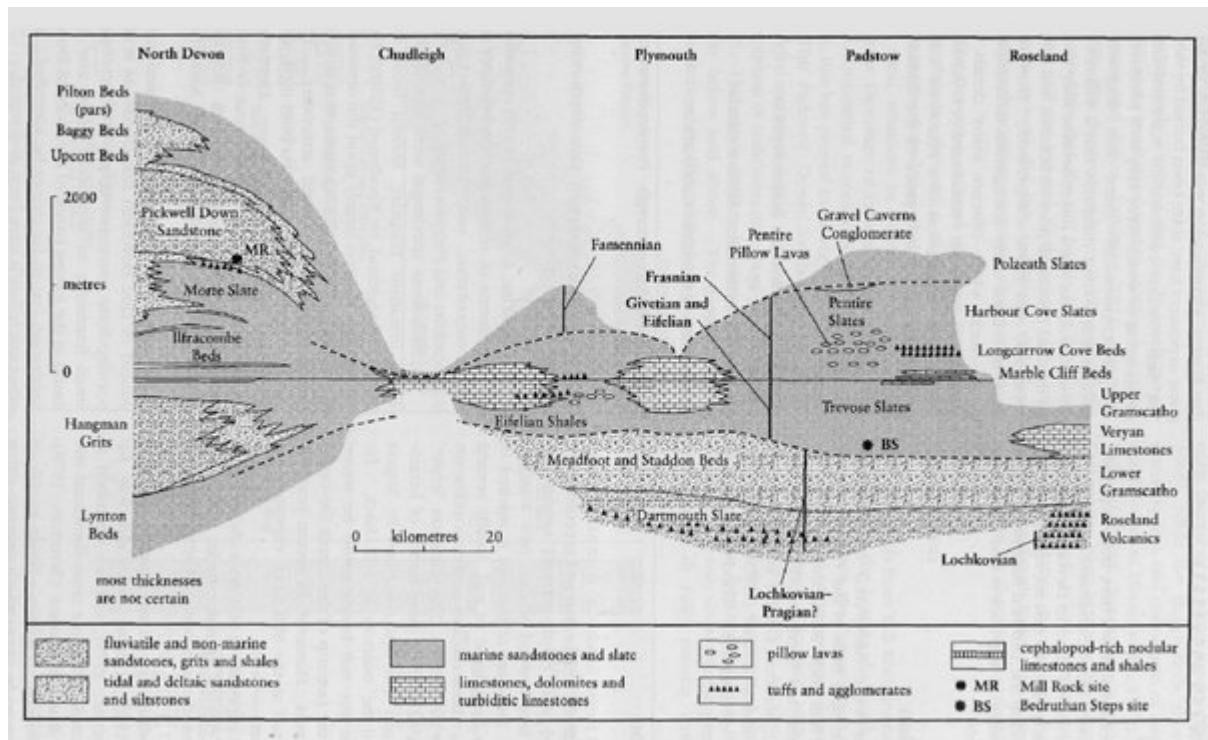 North Devon
Chudleigh
Plymouth
Padstow
Roseland
Pilton Beds
(pars)
Baggy Beds
Upcott Beds
2000
metres
0
Hangman
Grits
Lynton
Beds
most thicknesses
are not certain
Pickwell Down
Sandstone
MR
Morte Slate
Ilfracombe
Beds
Famennian
Frasnian
Givetian and
Eifelian
Pentire
Pillow Lavas
Gravel Caverns
Conglomerate
Pentire
Slates
Polzeath Slates
Harbour Cove Slates
Longcarrow Cove Beds
Marble Cliff Beds
Trevose Slates
BS
Upper
Gramscatho
Veryan
Limestones
Lower
Gramscatho
Roseland
Volcanics
Eifelian Shales
Meadfoot and Staddon Beds
Dartmouth Slate
0 kilometres 20
Lochkovian
Lochkovian–
Pragian?
fluviatile and non-marine
sandstones, grits and shales
tidal and deltaic sandstones
and siltstones
marine sandstones and slate
limestones, dolomites and
turbiditic limestones
pillow lavas
tuffs and agglomerates
cephalopod-rich nodular
limestones and shales
MR Mill Rock site
BS Bedruthan Steps site